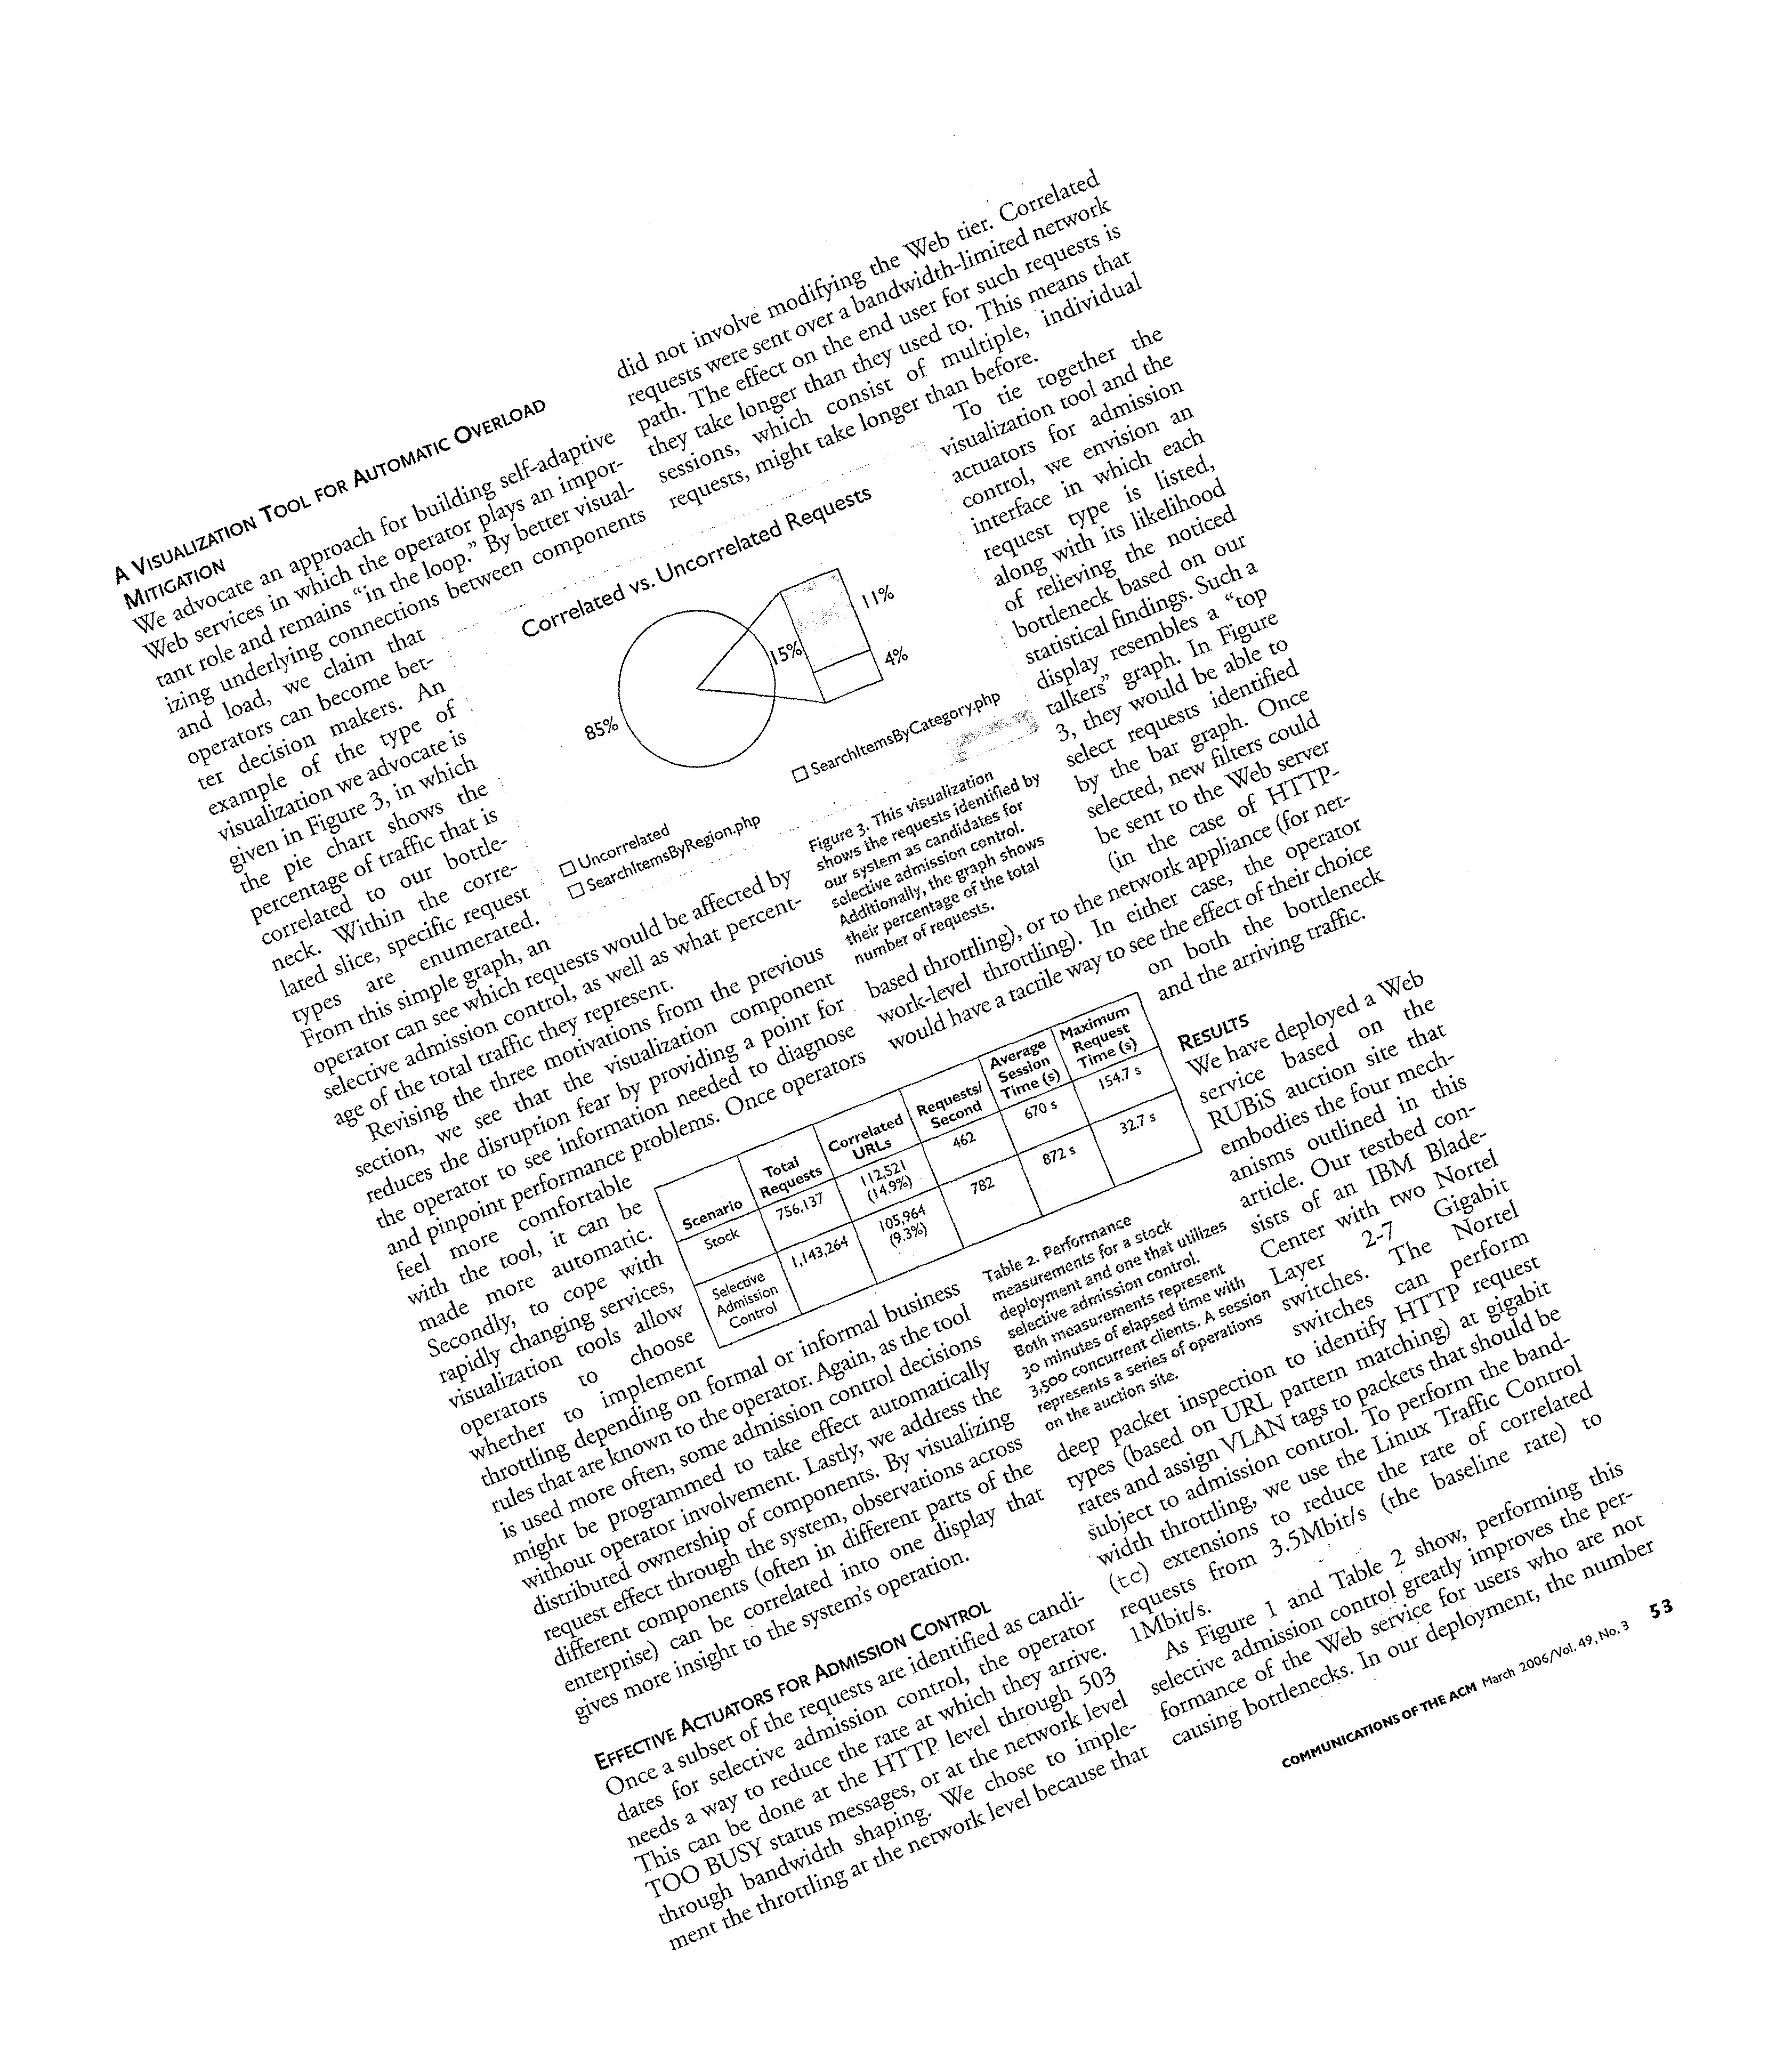 A VISUALIZATION TOOL FOR AUTOMATIC OVERLOAD
MITIGATION
We advocate an approach for building self-adaptive
Web services in which the operator plays an impor-
tant role and remains “in the loop.” By better visual-
izing underlying connections between components
and load, we claim that
operators can become bet-
ter decision makers. An
example of the type of
visualization we advocate is
given in Figure 3, in which
the pie chart shows the
percentage of traffic that is
correlated to our bottle-
neck. Within the corre-
lated slice, specific request
types are enumerated.
From this simple graph, an
operator can see which requests would be affected by
selective admission control, as well as what percent-
age of the total traffic they represent.
Revising the three motivations from the previous
section, we see that the visualization component
reduces the disruption fear by providing a point for
the operator to see information needed to diagnose
and pinpoint performance problems. Once operators
feel more comfortable
with the tool, it can be
made more automatic.
Secondly, to cope with
rapidly changing services,
visualization tools allow
operators to choose
whether to implement
throttling depending on formal or informal business
rules that are known to the operator. Again, as the tool
is used more often, some admission control decisions
might be programmed to take effect automatically
without operator involvement. Lastly, we address the
distributed ownership of components. By visualizing
request effect through the system, observations across
different components (often in different parts of the
enterprise) can be correlated into one display that
gives more insight to the system’s operation.
EFFECTIVE ACTUATORS FOR ADMISSION CONTROL
Once a subset of the requests are identified as candi-
dates for selective admission control, the operator
needs a way to reduce the rate at which they arrive.
This can be done at the HTTP level through 503
TOO BUSY status messages, or at the network level
through bandwidth shaping. We chose to imple-
ment the throttling at the network level because that
did not involve modifying the Web tier. Correlated
requests were sent over a bandwidth-limited network
path. The effect on the end user for such requests is
they take longer than they used to. This means that
sessions, which consist of multiple, individual
requests, might take longer than before.
To tie together the
visualization tool and the
actuators for admission
control, we envision an
interface in which each
request type is listed,
along with its likelihood
of relieving the noticed
bottleneck based on our
statistical findings. Such a
display resembles a “top
talkers” graph. In Figure
3, they would be able to
select requests identified
by the bar graph. Once
selected, new filters could
be sent to the Web server
(in the case of HTTP-
based throttling), or to the network appliance (for net-
work-level throttling). In either case, the operator
would have a tactile way to see the effect of their choice
on both the bottleneck
and the arriving traffic.
Correlated vs. Uncorrelated Requests
85%
15%
11%
4%
Uncorrelated
SearchItemsByRegion.php
SearchItemsByCategory.php
Figure 3. This visualization
shows the requests identified by
our system as candidates for
selective admission control.
Additionally, the graph shows
their percentage of the total
number of requests.
Scenario Total Requests Correlated URLs Requests/Second Average Session Time (s) Maximum Request Time (s)
Stock 756,137 112,521 (14.9%) 462 670 s 154.7 s
Selective Admission Control 1,143,264 105,964 (9.3%) 782 872 s 32.7 s
Table 2. Performance
measurements for a stock
deployment and one that utilizes
selective admission control.
Both measurements represent
30 minutes of elapsed time with
3,500 concurrent clients. A session
represents a series of operations
on the auction site.
RESULTS
We have deployed a Web
service based on the
RUBiS auction site that
embodies the four mech-
anisms outlined in this
article. Our testbed con-
sists of an IBM Blade-
Center with two Nortel
Layer 2-7 Gigabit
switches. The Nortel
switches can perform
deep packet inspection to identify HTTP request
types (based on URL pattern matching) at gigabit
rates and assign VLAN tags to packets that should be
subject to admission control. To perform the band-
width throttling, we use the Linux Traffic Control
(tc) extensions to reduce the rate of correlated
requests from 3.5Mbit/s (the baseline rate) to
1Mbit/s.
As Figure 1 and Table 2 show, performing this
selective admission control greatly improves the per-
formance of the Web service for users who are not
causing bottlenecks. In our deployment, the number
COMMUNICATIONS OF THE ACM March 2006/Vol. 49, No. 3 53